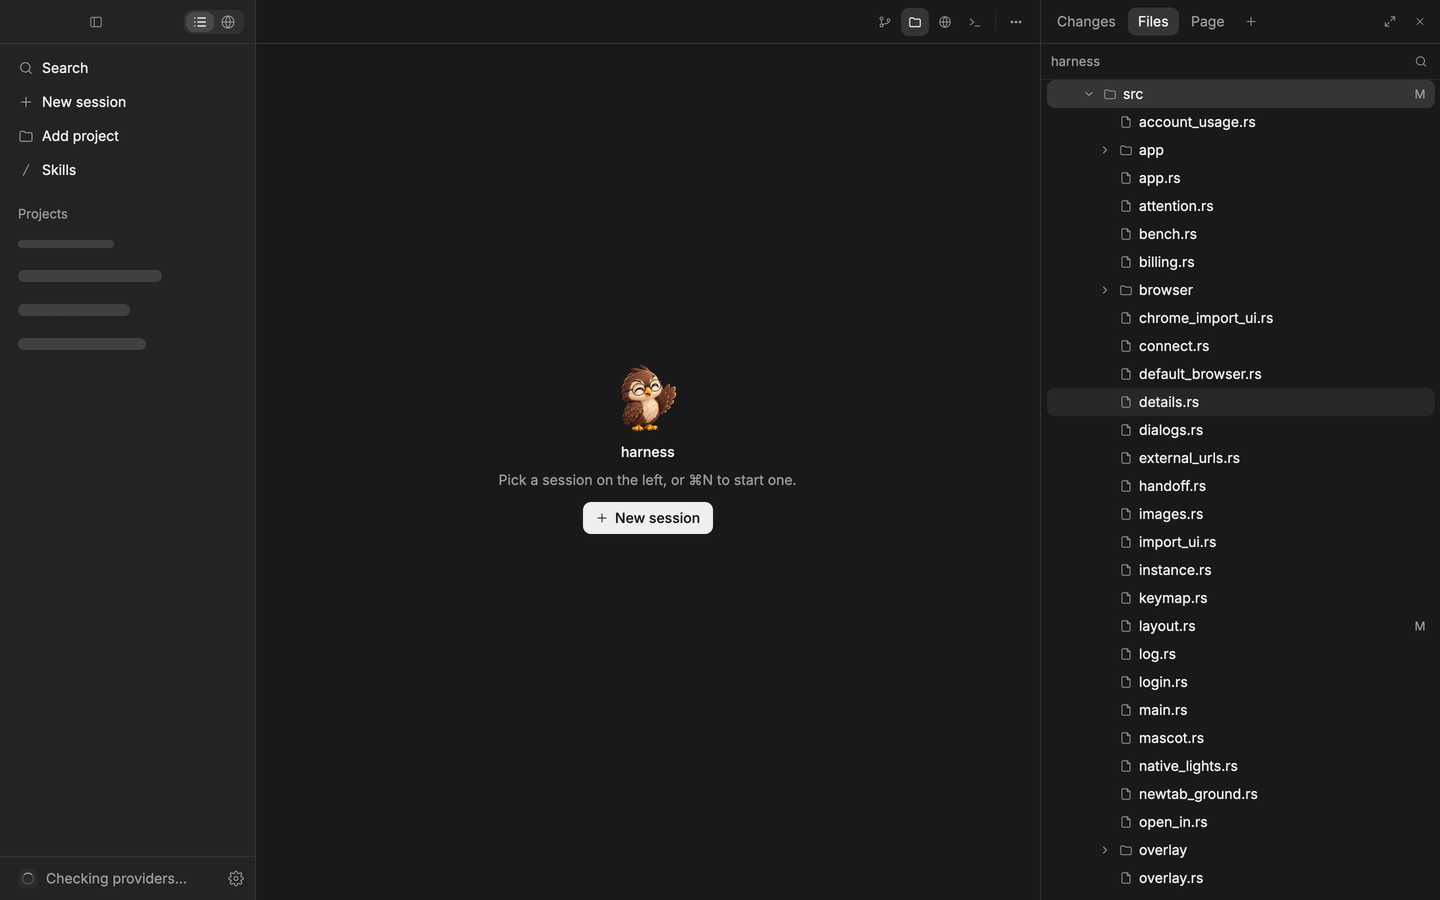 Changes
Files
Page
Search
New session
Add project
/ Skills
Projects
harness
Pick a session on the left, or ⌘N to start one.
+ New session
Checking providers...
harness
src M
account_usage.rs
app
app.rs
attention.rs
bench.rs
billing.rs
browser
chrome_import_ui.rs
connect.rs
default_browser.rs
details.rs
dialogs.rs
external_urls.rs
handoff.rs
images.rs
import_ui.rs
instance.rs
keymap.rs
layout.rs M
log.rs
login.rs
main.rs
mascot.rs
native_lights.rs
newtab_ground.rs
open_in.rs
overlay
overlay.rs